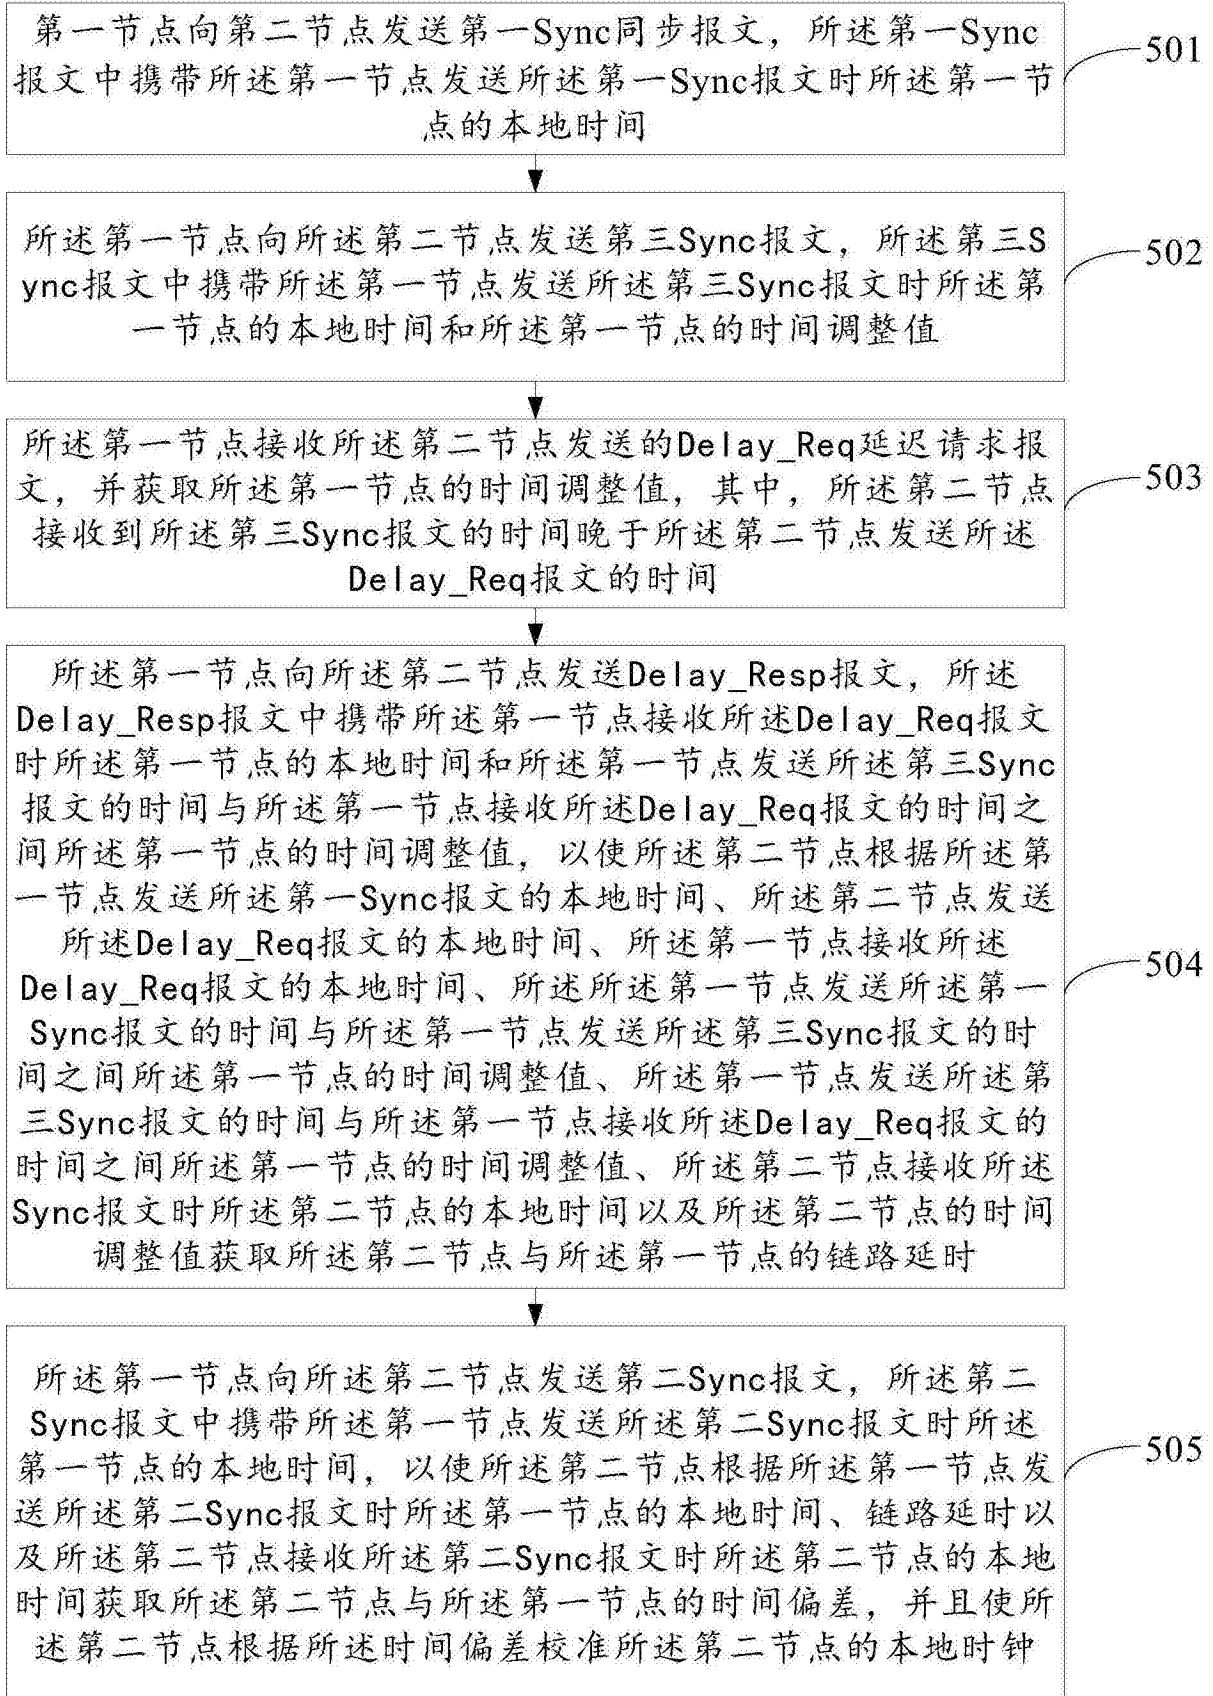 第一节点向第二节点发送第一Sync同步报文，所述第一Sync
报文中携带所述第一节点发送所述第一Sync报文时所述第一节
点的本地时间
501
所述第一节点向所述第二节点发送第三Sync报文，所述第三S
ync报文中携带所述第一节点发送所述第三Sync报文时所述第
一节点的本地时间和所述第一节点的时间调整值
502
所述第一节点接收所述第二节点发送的Delay_Req延迟请求报
文，并获取所述第一节点的时间调整值，其中，所述第二节点
接收到所述第三Sync报文的时间晚于所述第二节点发送所述
Delay_Req报文的时间
503
所述第一节点向所述第二节点发送Delay_Resp报文，所述
Delay_Resp报文中携带所述第一节点接收所述Delay_Req报文
时所述第一节点的本地时间和所述第一节点发送所述第三Sync
报文的时间与所述第一节点接收所述Delay_Req报文的时间之
间所述第一节点的时间调整值，以使所述第二节点根据所述第
一节点发送所述第一Sync报文的本地时间、所述第二节点发送
所述Delay_Req报文的本地时间、所述第一节点接收所述
Delay_Req报文的本地时间、所述所述第一节点发送所述第一
Sync报文的时间与所述第一节点发送所述第三Sync报文的时
间之间所述第一节点的时间调整值、所述第一节点发送所述第
三Sync报文的时间与所述第一节点接收所述Delay_Req报文的
时间之间所述第一节点的时间调整值、所述第二节点接收所述
Sync报文时所述第二节点的本地时间以及所述第二节点的时间
调整值获取所述第二节点与所述第一节点的链路延时
504
所述第一节点向所述第二节点发送第二Sync报文，所述第二
Sync报文中携带所述第一节点发送所述第二Sync报文时所述
第一节点的本地时间，以使所述第二节点根据所述第一节点发
送所述第二Sync报文时所述第一节点的本地时间、链路延时以
及所述第二节点接收所述第二Sync报文时所述第二节点的本地
时间获取所述第二节点与所述第一节点的时间偏差，并且使所
述第二节点根据所述时间偏差校准所述第二节点的本地时钟
505